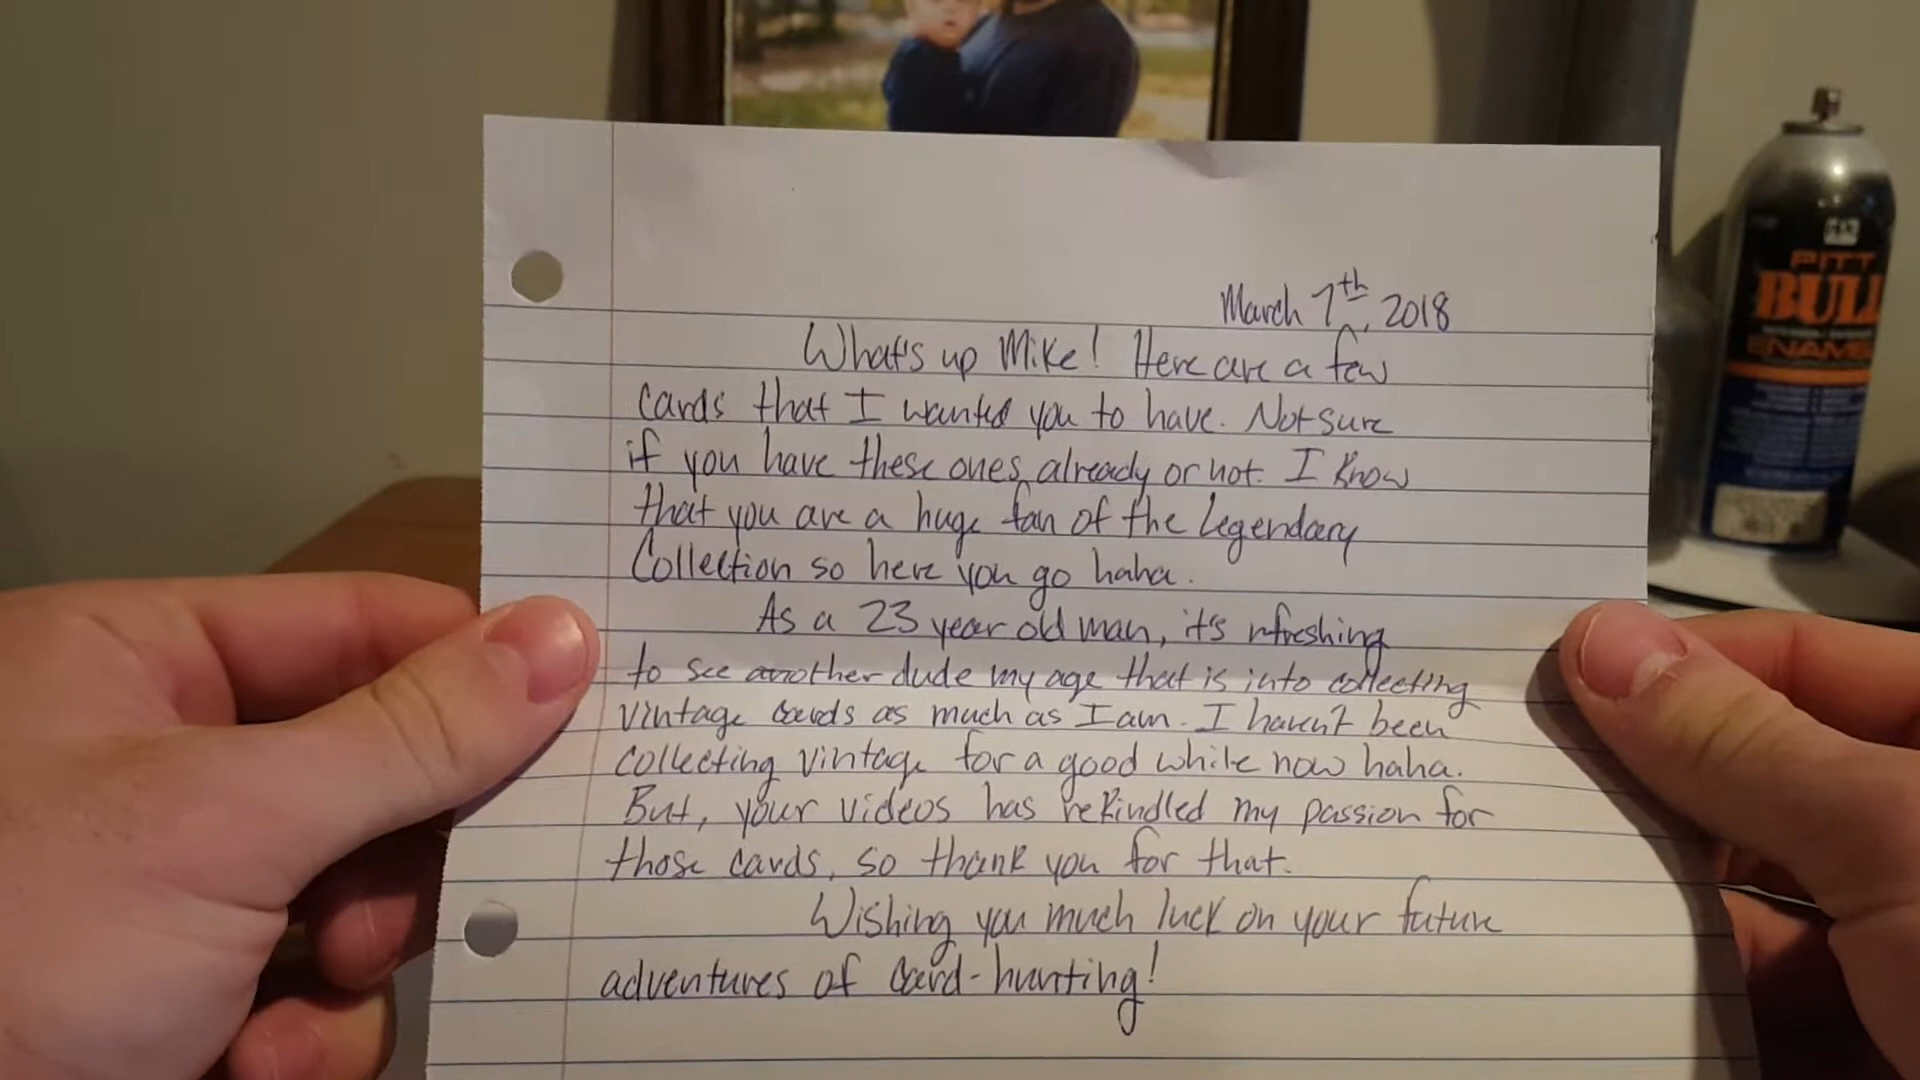 March 7th, 2018
What's up Mike! Here are a few
cards that I wanted you to have. Not sure
if you have these ones already or not. I know
that you are a huge fan of the Legendary
Collection so here you go haha.
As a 23 year old man, it's refreshing
to see another dude my age that is into collecting
vintage cards as much as I am. I haven't been
collecting vintage for a good while now haha.
But, your videos has rekindled my passion for
those cards, so thank you for that.
Wishing you much luck on your future
adventures of card-hunting!
PITT
BULL
ENAM